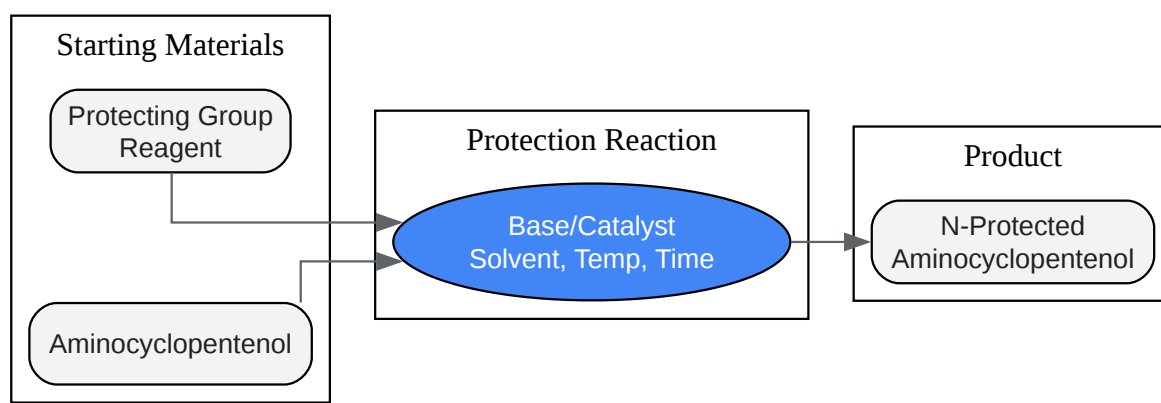 Starting Materials
Protecting Group
Reagent
Aminocyclopentenol
Protection Reaction
Base/Catalyst
Solvent, Temp, Time
Product
N-Protected
Aminocyclopentenol